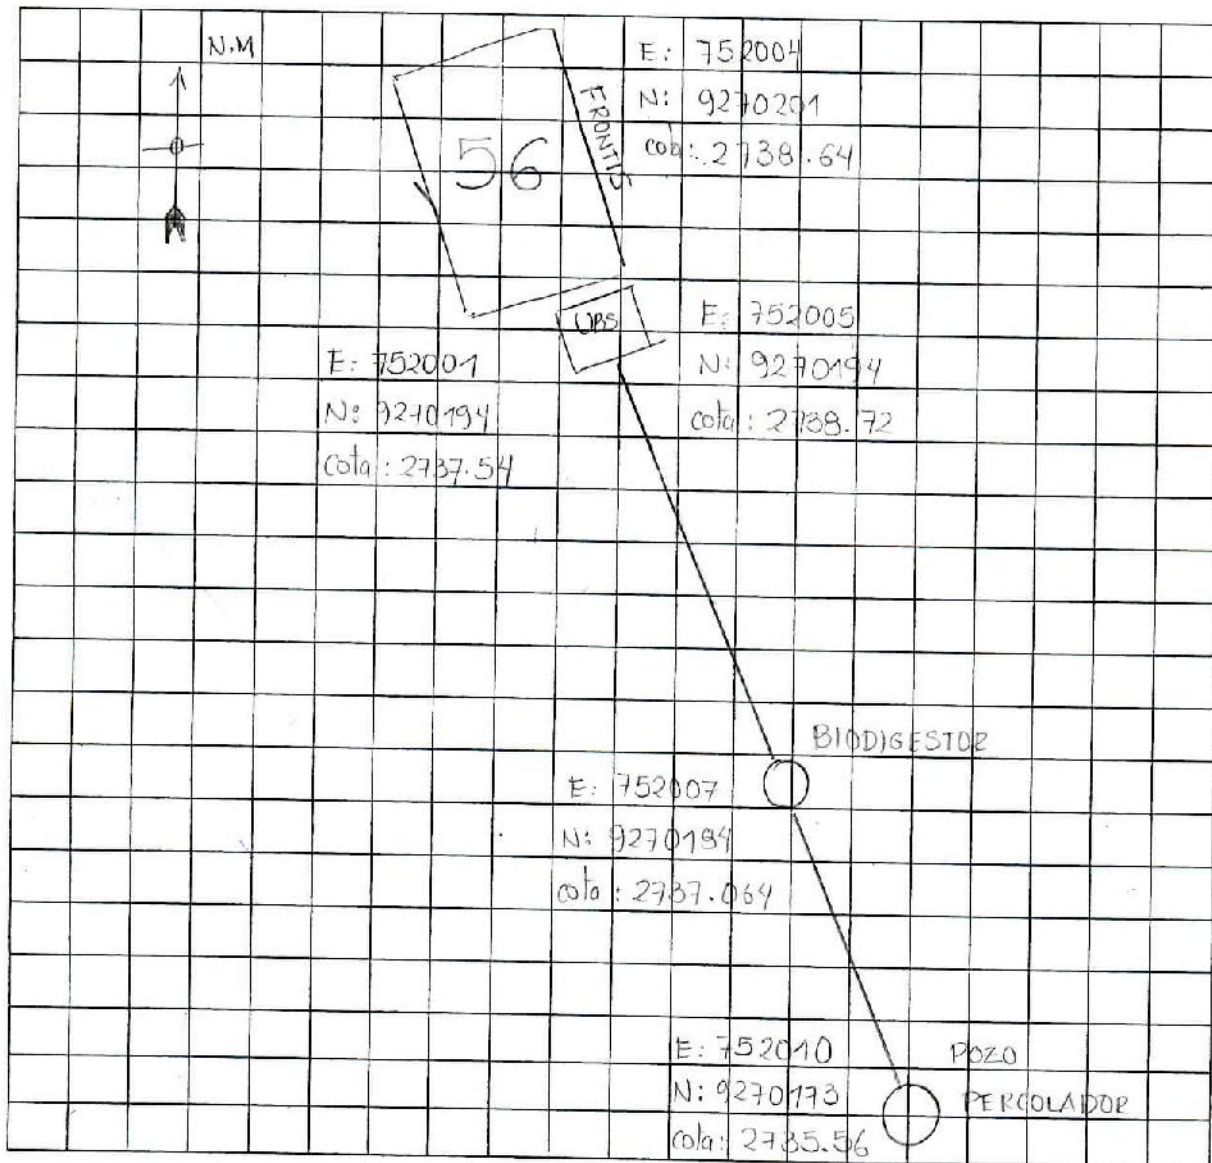 N.M
E: 752004
N: 9270201
cota: 2738.64
FRONTIS
56
UBS
E: 752005
N: 9270194
cota: 2738.72
E: 752001
N: 9270194
cota: 2737.54
BIODIGESTOR
E: 752007
N: 9270184
cota: 2737.064
E: 752010
N: 9270173
cota: 2735.56
POZO
PERCOLADOR